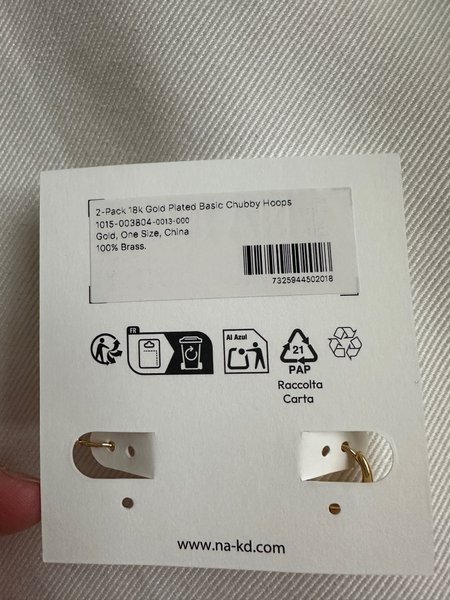 2-Pack 18k Gold Plated Basic Chubby Hoops
1015-003804-0013-000
Gold, One Size, China
100% Brass.
7325944502018
FR
Al Azul
21
PAP
Raccolta
Carta
www.na-kd.com